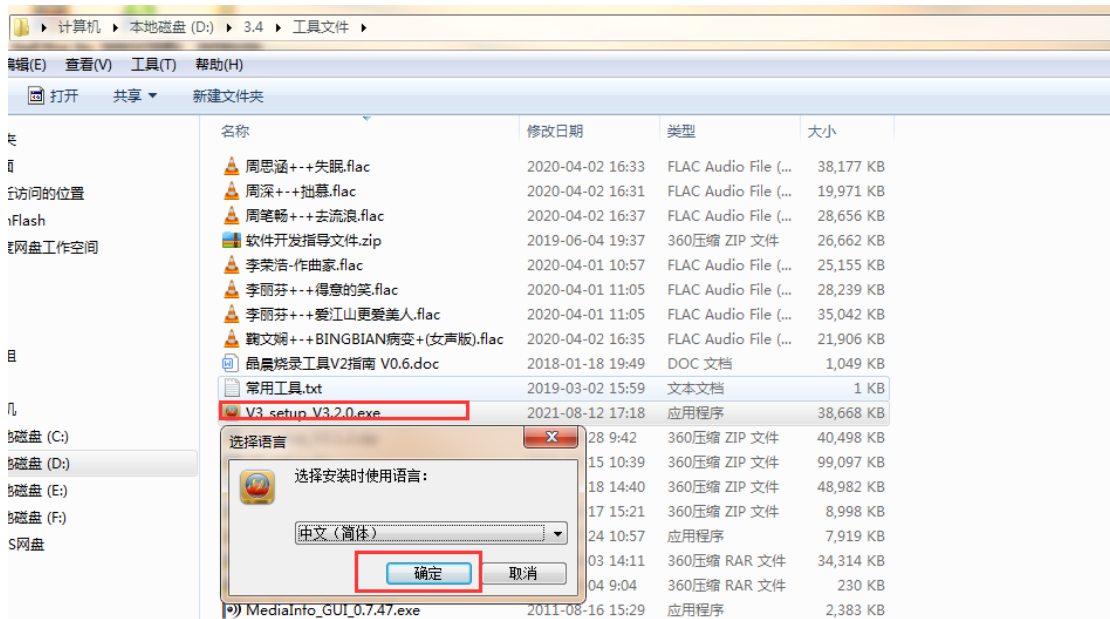 计算机 本地磁盘 (D:) 3.4 工具文件
编辑(E) 查看(V) 工具(T) 帮助(H)
打开 共享 新建文件夹
名称 修改日期 类型 大小
周思涵+-+失眠.flac 2020-04-02 16:33 FLAC Audio File (... 38,177 KB
周深+-+拙慕.flac 2020-04-02 16:31 FLAC Audio File (... 19,971 KB
近访问的位置
周笔畅+-+去流浪.flac 2020-04-02 16:37 FLAC Audio File (... 28,656 KB
nFlash
软件开发指导文件.zip 2019-06-04 19:37 360压缩 ZIP 文件 26,662 KB
度网盘工作空间
李荣浩-作曲家.flac 2020-04-01 10:57 FLAC Audio File (... 25,155 KB
李丽芬+-+得意的笑.flac 2020-04-01 11:05 FLAC Audio File (... 28,239 KB
李丽芬+-+爱江山更爱美人.flac 2020-04-01 11:05 FLAC Audio File (... 35,042 KB
鞠文娴+-+BINGBIAN病变+(女声版).flac 2020-04-02 16:35 FLAC Audio File (... 21,906 KB
组
晶晨烧录工具V2指南 V0.6.doc 2018-01-18 19:49 DOC 文档 1,049 KB
常用工具.txt 2019-03-02 15:59 文本文档 1 KB
机
V3_setup_V3.2.0.exe 2021-08-12 17:18 应用程序 38,668 KB
地磁盘 (C:)
选择语言
28 9:42 360压缩 ZIP 文件 40,498 KB
地磁盘 (D:)
15 10:39 360压缩 ZIP 文件 99,097 KB
选择安装时使用语言:
地磁盘 (E:)
18 14:40 360压缩 ZIP 文件 48,982 KB
地磁盘 (F:)
17 15:21 360压缩 ZIP 文件 8,998 KB
中文（简体）
24 10:57 应用程序 7,919 KB
S网盘
03 14:11 360压缩 RAR 文件 34,314 KB
确定 取消
04 9:04 360压缩 RAR 文件 230 KB
MediaInfo_GUI_0.7.47.exe 2011-08-16 15:29 应用程序 2,383 KB